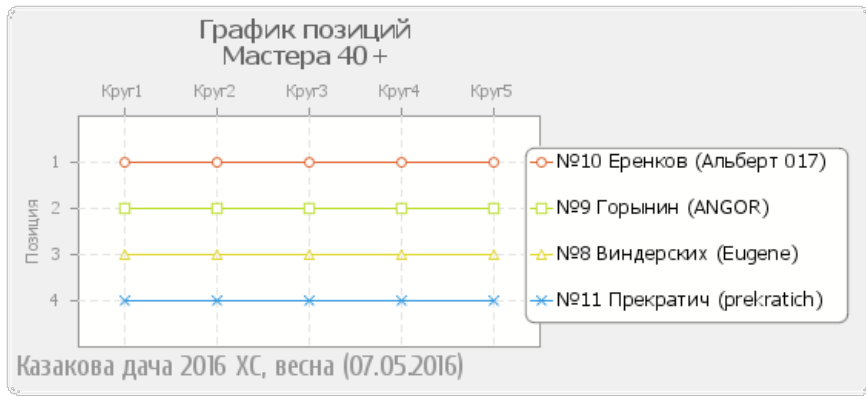 График позиций
Мастера 40+
Круг1 Круг2 Круг3 Круг4 Круг5
Позиция
1
2
3
4
№10 Еренков (Альберт 017)
№9 Горынин (ANGOR)
№8 Виндерских (Eugene)
№11 Прекратич (prekratich)
Казакова дача 2016 XC, весна (07.05.2016)